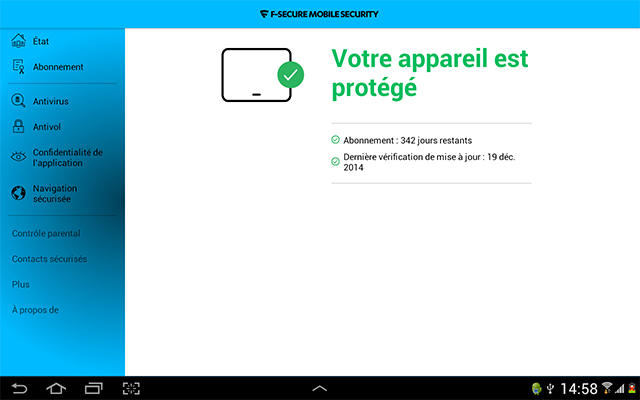 F-SECURE MOBILE SECURITY
État
Abonnement
Antivirus
Antivol
Confidentialité de
l'application
Navigation
sécurisée
Contrôle parental
Contacts sécurisés
Plus
À propos de
Votre appareil est
protégé
Abonnement : 342 jours restants
Dernière vérification de mise à jour : 19 déc.
2014
14:58